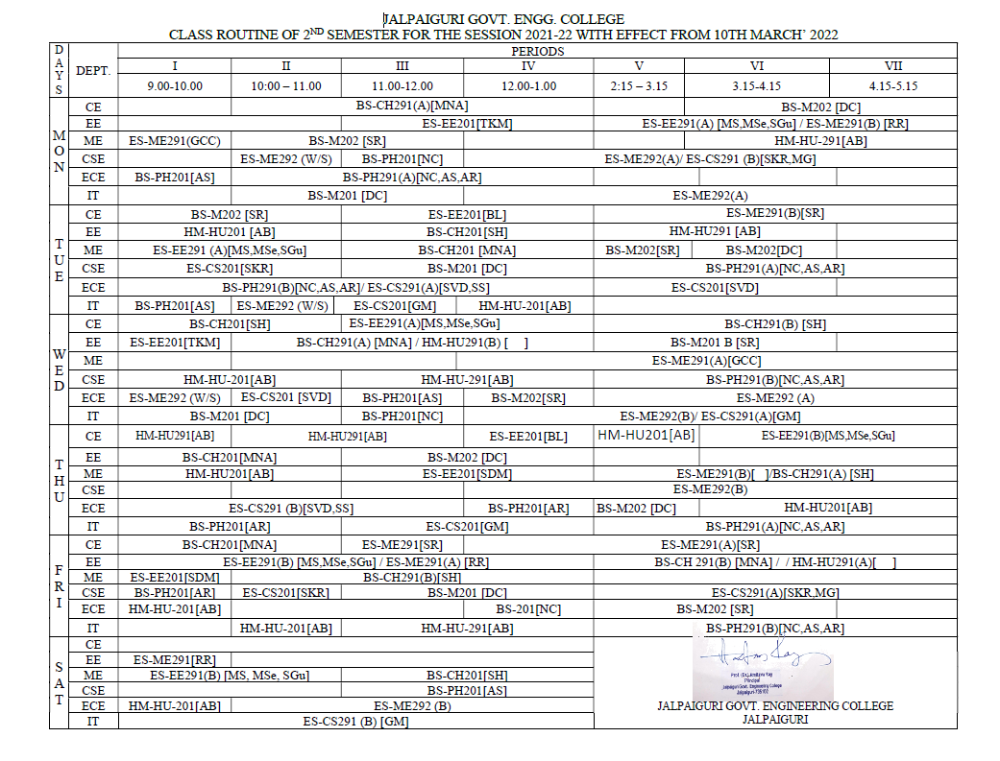 JALPAIGURI GOVT. ENGG. COLLEGE
CLASS ROUTINE OF 2ND SEMESTER FOR THE SESSION 2021-22 WITH EFFECT FROM 10TH MARCH' 2022
DAYS DEPT. PERIODS
I II III IV V VI VII
9.00-10.00 10:00 – 11.00 11.00-12.00 12.00-1.00 2:15 – 3.15 3.15-4.15 4.15-5.15
MON
CE BS-CH291(A)[MNA] BS-M202 [DC]
EE ES-EE201[TKM] ES-EE291(A) [MS,MSe,SGu] / ES-ME291(B) [RR]
ME ES-ME291(GCC) BS-M202 [SR] HM-HU-291[AB]
CSE ES-ME292 (W/S) BS-PH201[NC] ES-ME292(A)/ ES-CS291 (B)[SKR,MG]
ECE BS-PH201[AS] BS-PH291(A)[NC,AS,AR]
IT BS-M201 [DC] ES-ME292(A)
TUE
CE BS-M202 [SR] ES-EE201[BL] ES-ME291(B)[SR]
EE HM-HU201 [AB] BS-CH201[SH] HM-HU291 [AB]
ME ES-EE291 (A)[MS,MSe,SGu] BS-CH201 [MNA] BS-M202[SR] BS-M202[DC]
CSE ES-CS201[SKR] BS-M201 [DC] BS-PH291(A)[NC,AS,AR]
ECE BS-PH291(B)[NC,AS,AR]/ ES-CS291(A)[SVD,SS] ES-CS201[SVD]
IT BS-PH201[AS] ES-ME292 (W/S) ES-CS201[GM] HM-HU-201[AB]
WED
CE BS-CH201[SH] ES-EE291(A)[MS,MSe,SGu] BS-CH291(B) [SH]
EE ES-EE201[TKM] BS-CH291(A) [MNA] / HM-HU291(B) [ ] BS-M201 B [SR]
ME ES-ME291(A)[GCC]
CSE HM-HU-201[AB] HM-HU-291[AB] BS-PH291(B)[NC,AS,AR]
ECE ES-ME292 (W/S) ES-CS201 [SVD] BS-PH201[AS] BS-M202[SR] ES-ME292 (A)
IT BS-M201 [DC] BS-PH201[NC] ES-ME292(B)/ ES-CS291(A)[GM]
THU
CE HM-HU291[AB] HM-HU291[AB] ES-EE201[BL] HM-HU201[AB] ES-EE291(B)[MS,MSe,SGu]
EE BS-CH201[MNA] BS-M202 [DC]
ME HM-HU201[AB] ES-EE201[SDM] ES-ME291(B)[ ]/BS-CH291(A) [SH]
CSE ES-ME292(B)
ECE ES-CS291 (B)[SVD,SS] BS-PH201[AR] BS-M202 [DC] HM-HU201[AB]
IT BS-PH201[AR] ES-CS201[GM] BS-PH291(A)[NC,AS,AR]
FRI
CE BS-CH201[MNA] ES-ME291[SR] ES-ME291(A)[SR]
EE ES-EE291(B) [MS,MSe,SGu] / ES-ME291(A) [RR] BS-CH 291(B) [MNA] / / HM-HU291(A)[ ]
ME ES-EE201[SDM] BS-CH291(B)[SH]
CSE BS-PH201[AR] ES-CS201[SKR] BS-M201 [DC] ES-CS291(A)[SKR,MG]
ECE HM-HU-201[AB] BS-201[NC] BS-M202 [SR]
IT HM-HU-201[AB] HM-HU-291[AB] BS-PH291(B)[NC,AS,AR]
SAT
CE
EE ES-ME291[RR]
ME ES-EE291(B) [MS, MSe, SGu] BS-CH201[SH]
CSE BS-PH201[AS]
ECE HM-HU-201[AB] ES-ME292 (B)
IT ES-CS291 (B) [GM]
Principal
Jalpaiguri Govt. Engineering College
Jalpaiguri-735102
JALPAIGURI GOVT. ENGINEERING COLLEGE
JALPAIGURI